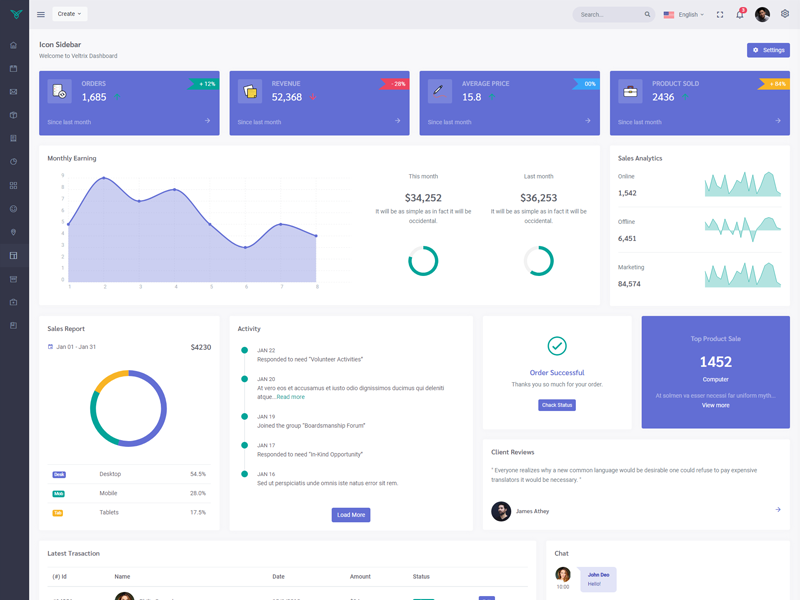 Create
Search...
English
3
Icon Sidebar
Welcome to Veltrix Dashboard
Settings
ORDERS
1,685
+ 12%
Since last month
REVENUE
52,368
- 28%
Since last month
AVERAGE PRICE
15.8
00%
Since last month
PRODUCT SOLD
2436
+ 84%
Since last month
Monthly Earning
9
8
7
6
5
4
3
2
1
0
1 2 3 4 5 6 7 8
This month
$34,252
It will be as simple as in fact it will be
occidental.
Last month
$36,253
It will be as simple as in fact it will be
occidental.
Sales Analytics
Online
1,542
Offline
6,451
Marketing
84,574
Sales Report
Jan 01 - Jan 31
$4230
Desk Desktop 54.5%
Mob Mobile 28.0%
Tab Tablets 17.5%
Activity
JAN 22
Responded to need "Volunteer Activities"
JAN 20
At vero eos et accusamus et iusto odio dignissimos ducimus qui deleniti
atque...Read more
JAN 19
Joined the group "Boardsmanship Forum"
JAN 17
Responded to need "In-Kind Opportunity"
JAN 16
Sed ut perspiciatis unde omnis iste natus error sit rem.
Load More
Order Successful
Thanks you so much for your order.
Check Status
Top Product Sale
1452
Computer
At solmen va esser necessi far uniform myth...
View more
Client Reviews
" Everyone realizes why a new common language would be desirable one could refuse to pay expensive
translators it would be necessary. "
James Athey
Latest Trasaction
(#) Id Name Date Amount Status
Chat
John Deo
Hello!
10:00